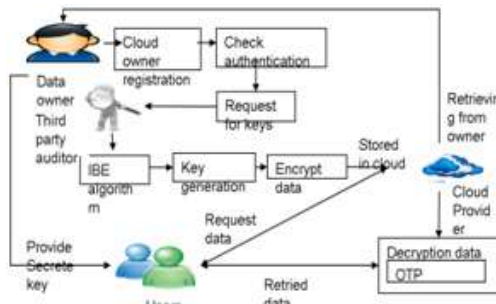 Cloud
owner
registration
Check
authentication
Data
owner
Third
party
auditor
Request
for keys
Retrievin
g from
owner
Stored
in cloud
IBE
algorith
m
Key
generation
Encrypt
data
Cloud
Provid
er
Request
data
Provide
Secrete
key
Decryption data
OTP
Users
Retried
data